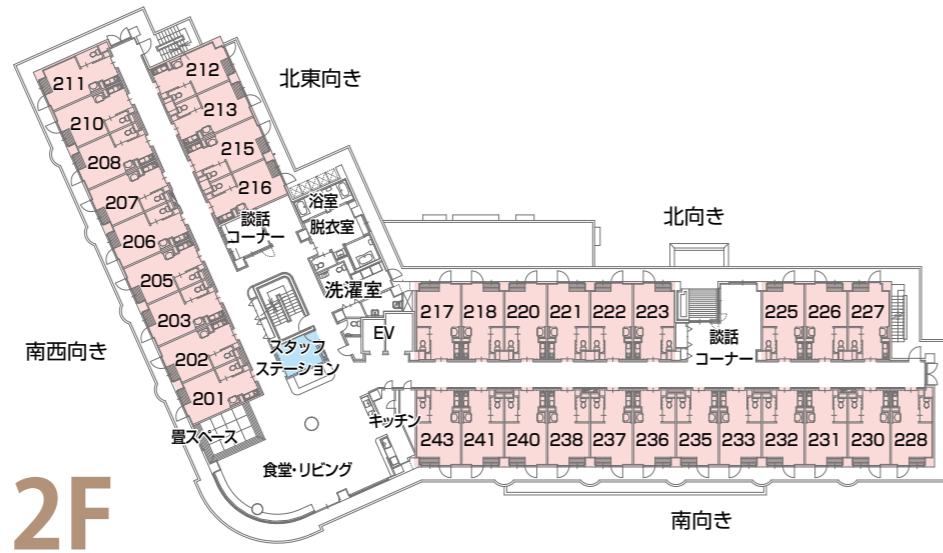 211
212
北東向き
210
213
208
215
207
216
浴室
談話
コーナー
脱衣室
北向き
206
205
洗濯室
217
218
220
221
222
223
225
226
227
203
EV
談話
コーナー
南西向き
202
スタッフ
ステーション
201
畳スペース
キッチン
243
241
240
238
237
236
235
233
232
231
230
228
食堂・リビング
2F
南向き